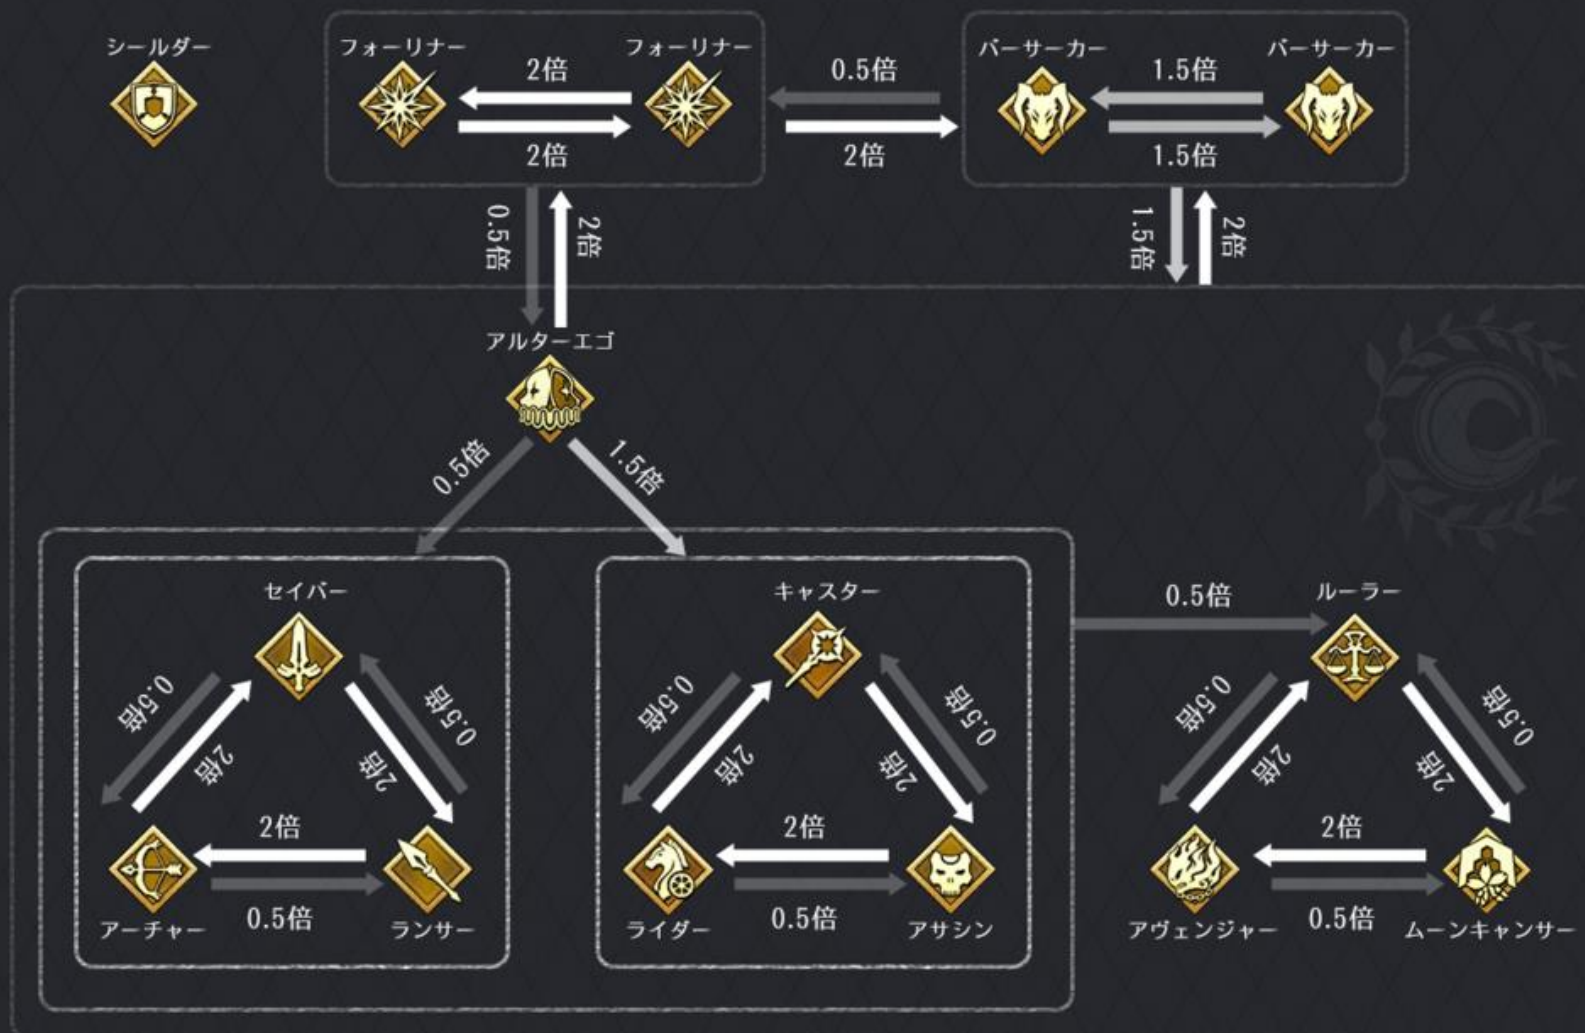 シールダー
フォーリナー
フォーリナー
バーサーカー
バーサーカー
2倍
2倍
0.5倍
2倍
1.5倍
1.5倍
0.5倍
2倍
1.5倍
2倍
アルターエゴ
0.5倍
1.5倍
セイバー
0.5倍
2倍
2倍
0.5倍
2倍
0.5倍
アーチャー
ランサー
キャスター
0.5倍
2倍
2倍
0.5倍
2倍
0.5倍
ライダー
アサシン
0.5倍
ルーラー
0.5倍
2倍
2倍
0.5倍
2倍
0.5倍
アヴェンジャー
ムーンキャンサー